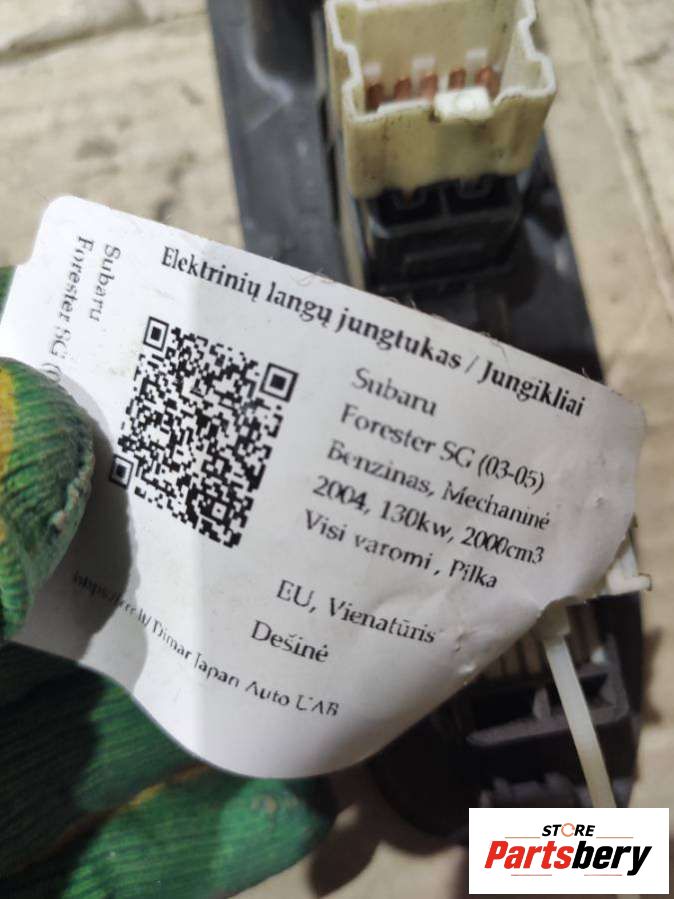 Elektrinių langų jungtukas / Jungikliai
Subaru
Forester SG (03-05)
Benzinas, Mechaninė
2004, 130kw, 2000cm3
Visi varomi , Pilka
EU, Vienatūris
Dešinė
Dimar Japan Auto UAB
Subaru
Forester SG
STORE
Partsbery